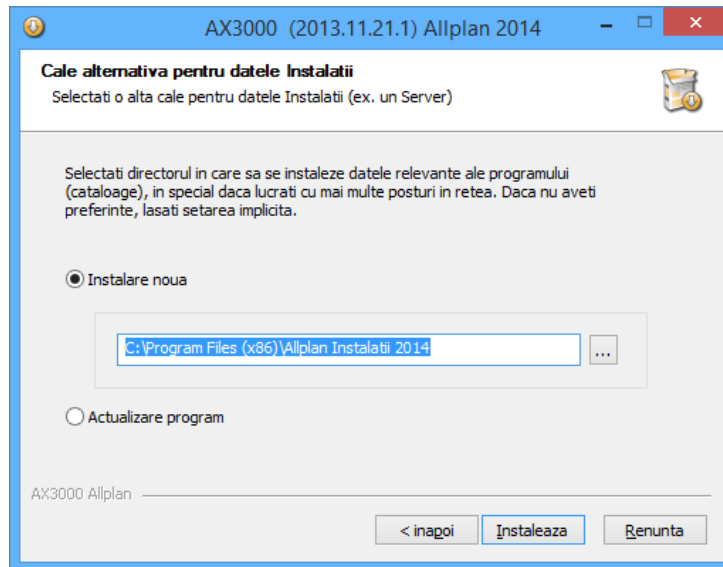 AX3000 (2013.11.21.1) Allplan 2014
Cale alternativa pentru datele Instalatii
Selectati o alta cale pentru datele Instalatii (ex. un Server)
Selectati directorul in care sa se instaleze datele relevante ale programului
(cataloage), in special daca lucrati cu mai multe posturi in retea. Daca nu aveti
preferinte, lasati setarea implicita.
Instalare noua
C:\Program Files (x86)\Allplan Instalatii 2014
...
Actualizare program
AX3000 Allplan
< inapoi Instaleaza Renunta